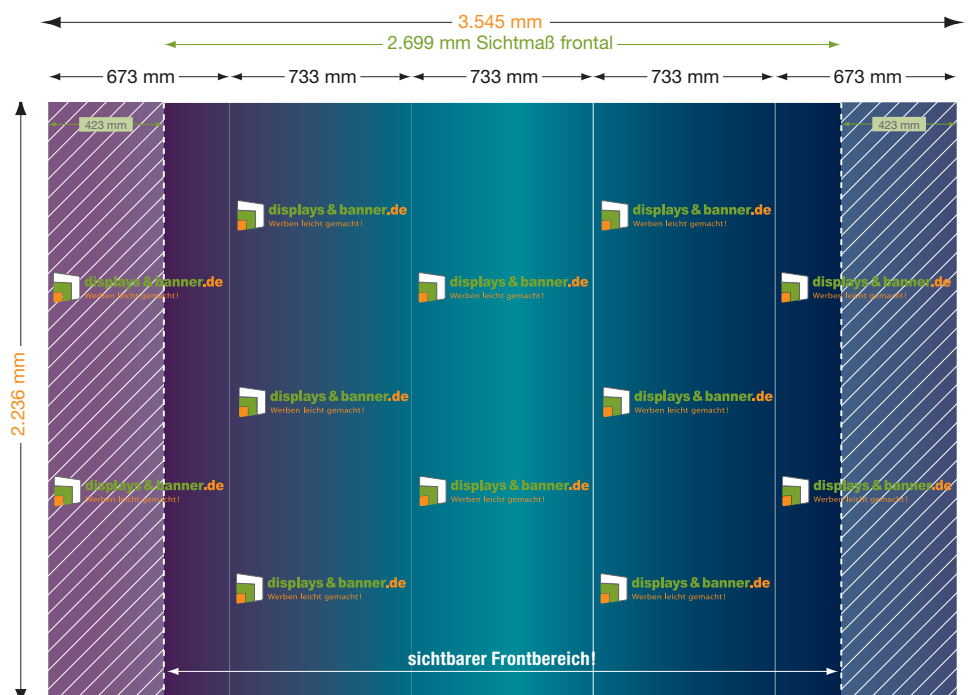 3.545 mm
2.699 mm Sichtmaß frontal
673 mm
733 mm
733 mm
733 mm
673 mm
423 mm
423 mm
2.236 mm
displays & banner.de
Werben leicht gemacht!
displays & banner.de
Werben leicht gemacht!
displays & banner.de
Werben leicht gemacht!
displays & banner.de
Werben leicht gemacht!
displays & banner.de
Werben leicht gemacht!
displays & banner.de
Werben leicht gemacht!
displays & banner.de
Werben leicht gemacht!
displays & banner.de
Werben leicht gemacht!
displays & banner.de
Werben leicht gemacht!
displays & banner.de
Werben leicht gemacht!
displays & banner.de
Werben leicht gemacht!
displays & banner.de
Werben leicht gemacht!
sichtbarer Frontbereich!